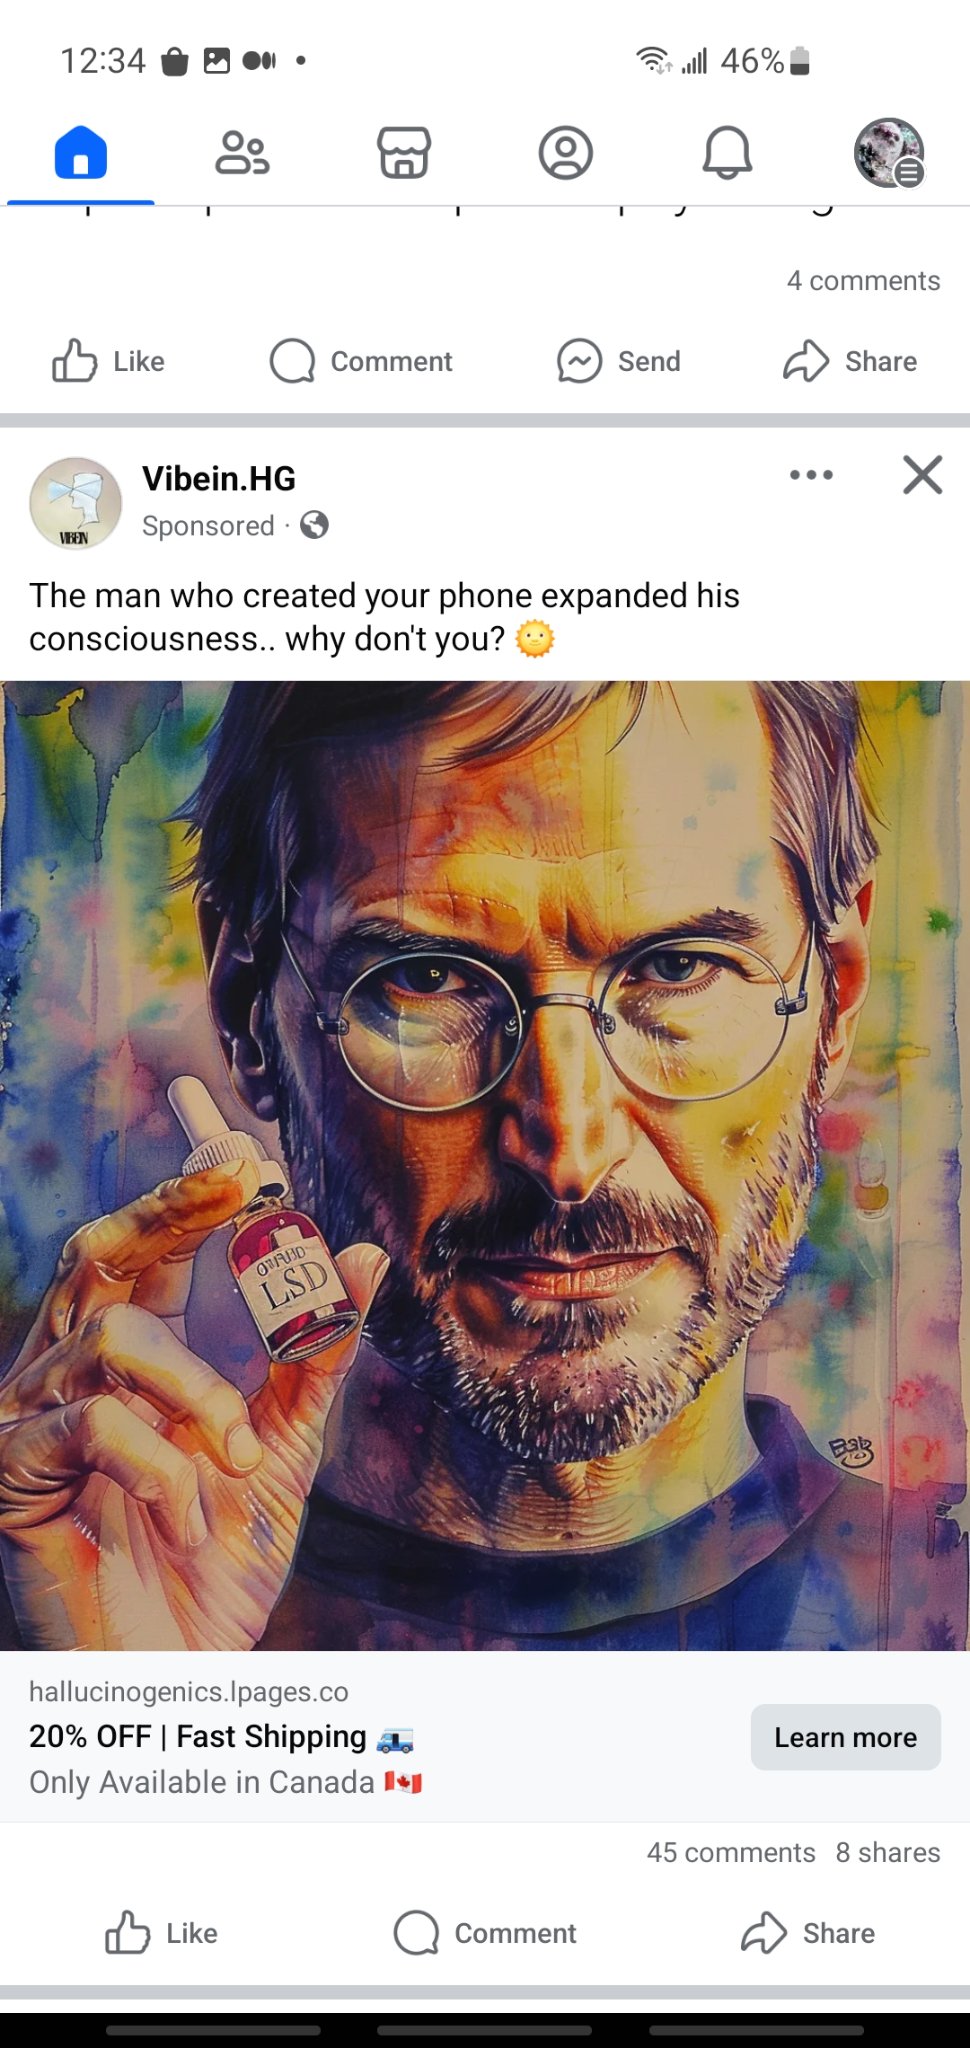 12:34
46%
4 comments
Like Comment Send Share
Vibein.HG
Sponsored ·
VIBEIN
The man who created your phone expanded his
consciousness.. why don't you? 🌞
LSD
Bab
hallucinogenics.lpages.co
20% OFF | Fast Shipping 🚐
Only Available in Canada 🇨🇦
Learn more
45 comments 8 shares
Like Comment Share